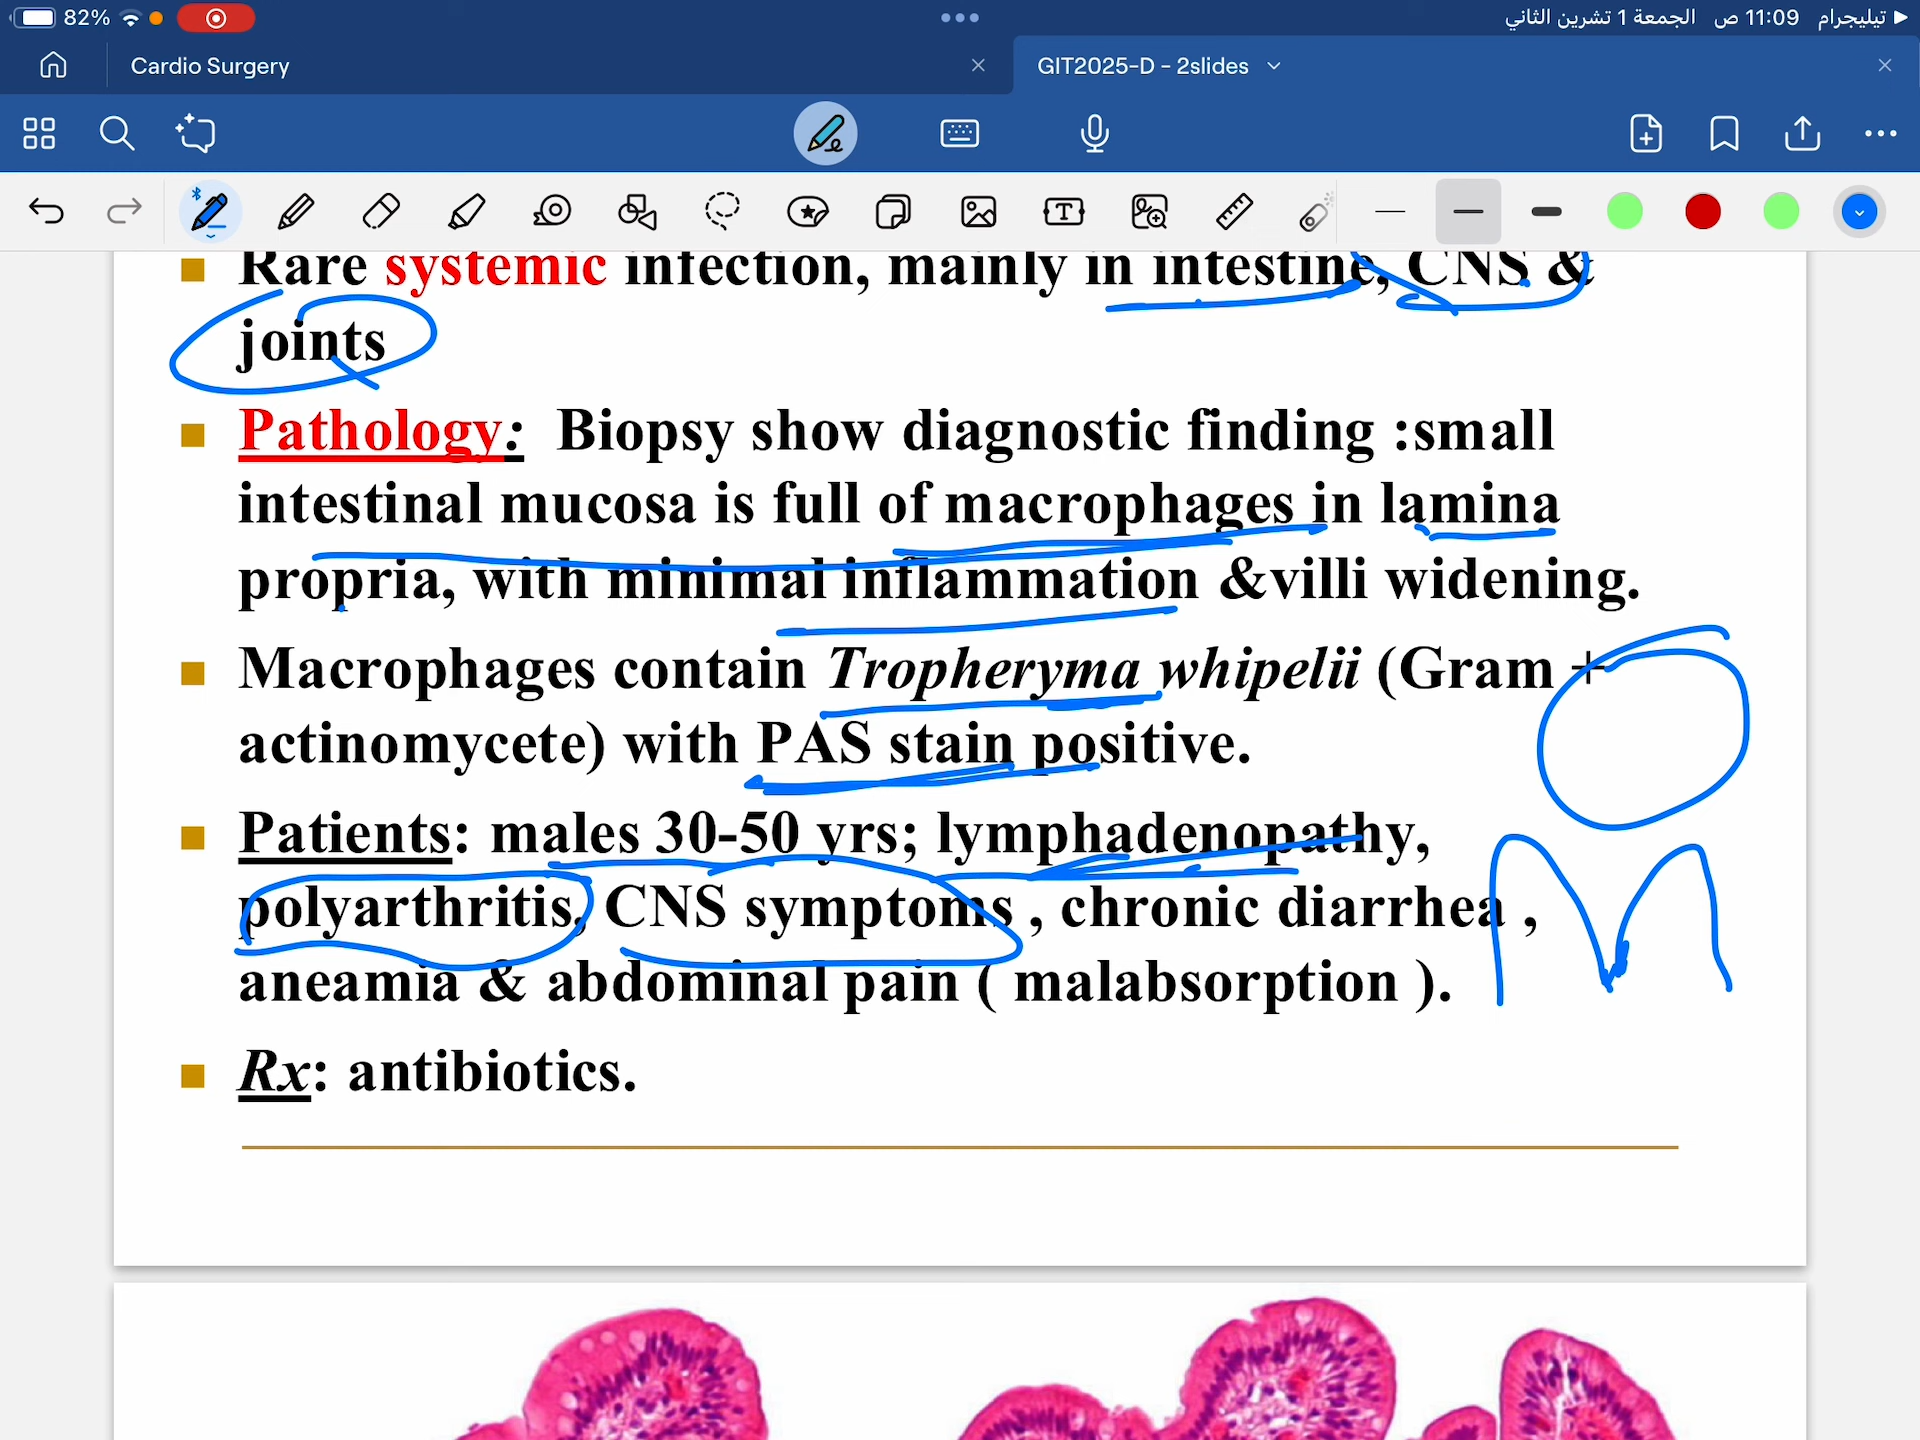 82%
الجمعة 1 تشرين الثاني 11:09 ص تيليجرام ◀
Cardio Surgery
GIT2025-D - 2slides
Rare systemic infection, mainly in intestine, CNS &
joints
Pathology: Biopsy show diagnostic finding :small
intestinal mucosa is full of macrophages in lamina
propria, with minimal inflammation &villi widening.
Macrophages contain Tropheryma whipelii (Gram +
actinomycete) with PAS stain positive.
Patients: males 30-50 yrs; lymphadenopathy,
polyarthritis, CNS symptoms , chronic diarrhea ,
aneamia & abdominal pain ( malabsorption ).
Rx: antibiotics.